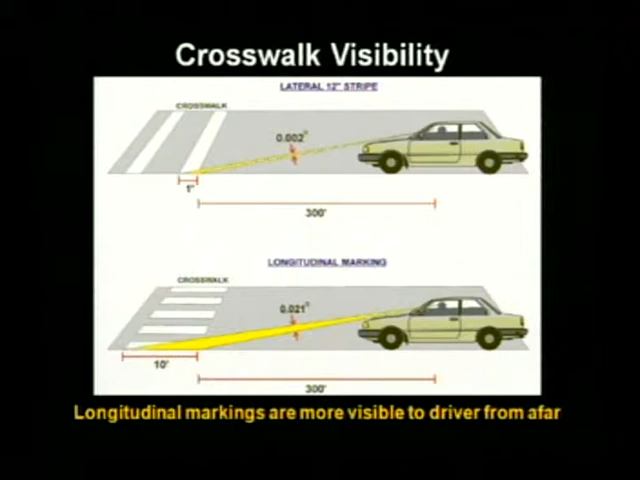 Crosswalk Visibility
LATERAL 12" STRIPE
CROSSWALK
0.002°
1'
300'
LONGITUDINAL MARKING
CROSSWALK
0.021°
10'
300'
Longitudinal markings are more visible to driver from afar